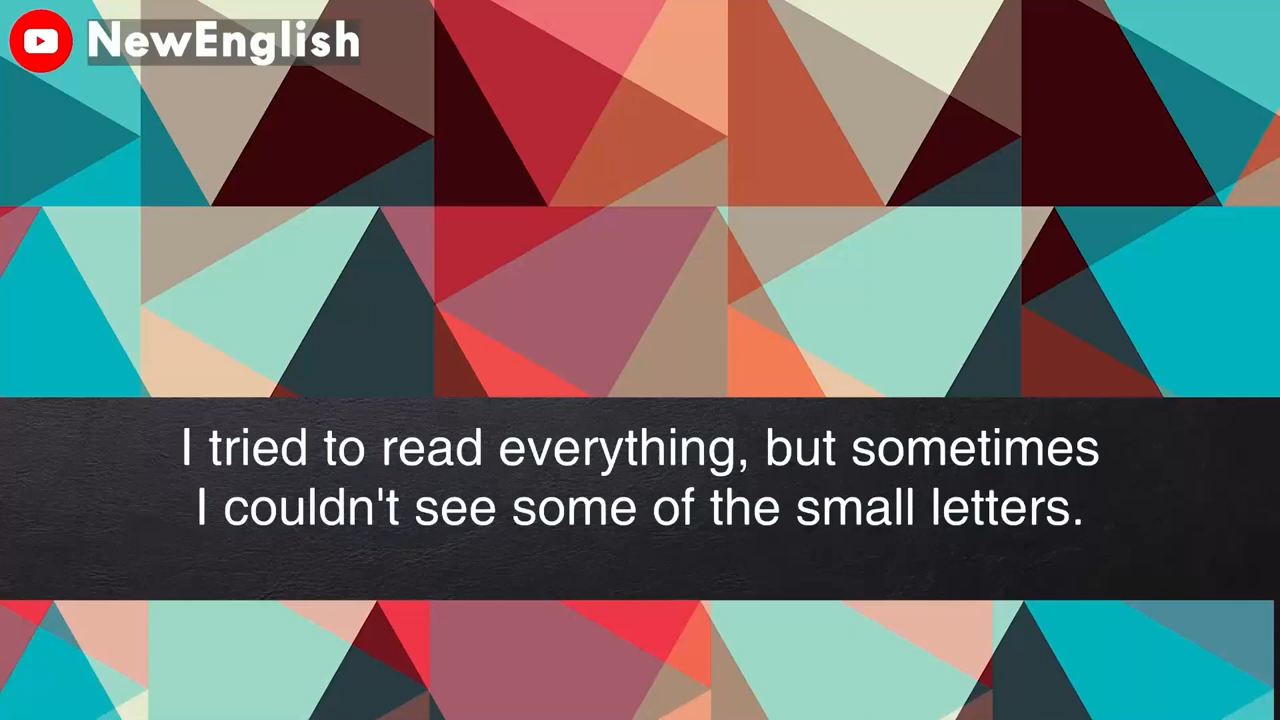 NewEnglish
I tried to read everything, but sometimes
I couldn't see some of the small letters.